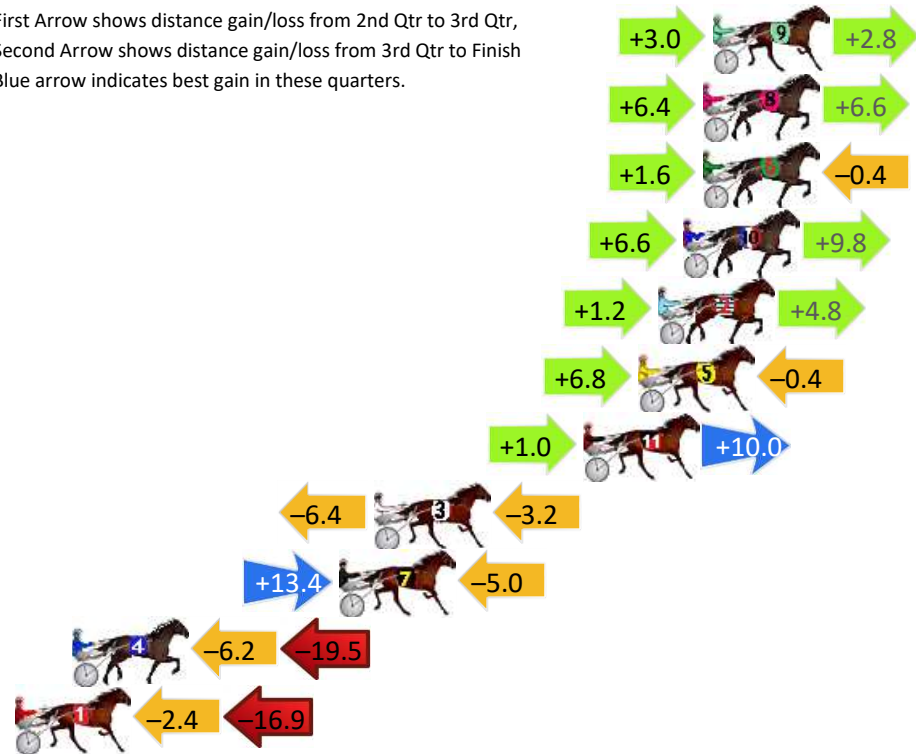 First Arrow shows distance gain/loss from 2nd Qtr to 3rd Qtr,
Second Arrow shows distance gain/loss from 3rd Qtr to Finish
Blue arrow indicates best gain in these quarters.
+3.0 9 +2.8
+6.4 8 +6.6
+1.6 6 –0.4
+6.6 10 +9.8
+1.2 2 +4.8
+6.8 5 –0.4
+1.0 11 +10.0
–6.4 3 –3.2
+13.4 7 –5.0
4 –6.2 –19.5
1 –2.4 –16.9